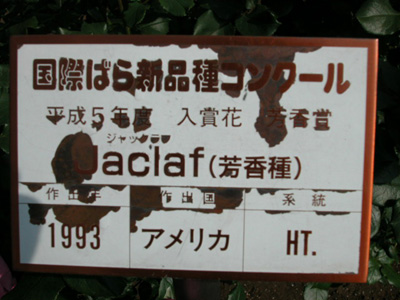 国際ばら新品種コンクール
平成5年度 入賞花 芳香賞
ジャックラフ
Jaclaf(芳香種)
作出年 作出国 系統
1993 アメリカ HT.